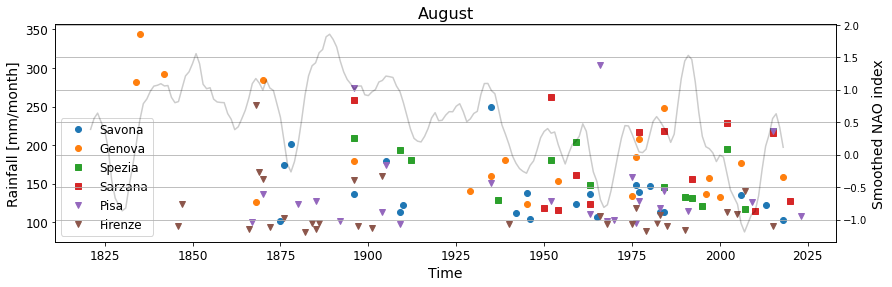 August
Rainfall [mm/month]
350
300
250
200
150
100
Savona
Genova
Spezia
Sarzana
Pisa
Firenze
1825
1850
1875
1900
1925
1950
1975
2000
2025
Time
2.0
1.5
1.0
0.5
0.0
−0.5
−1.0
Smoothed NAO index